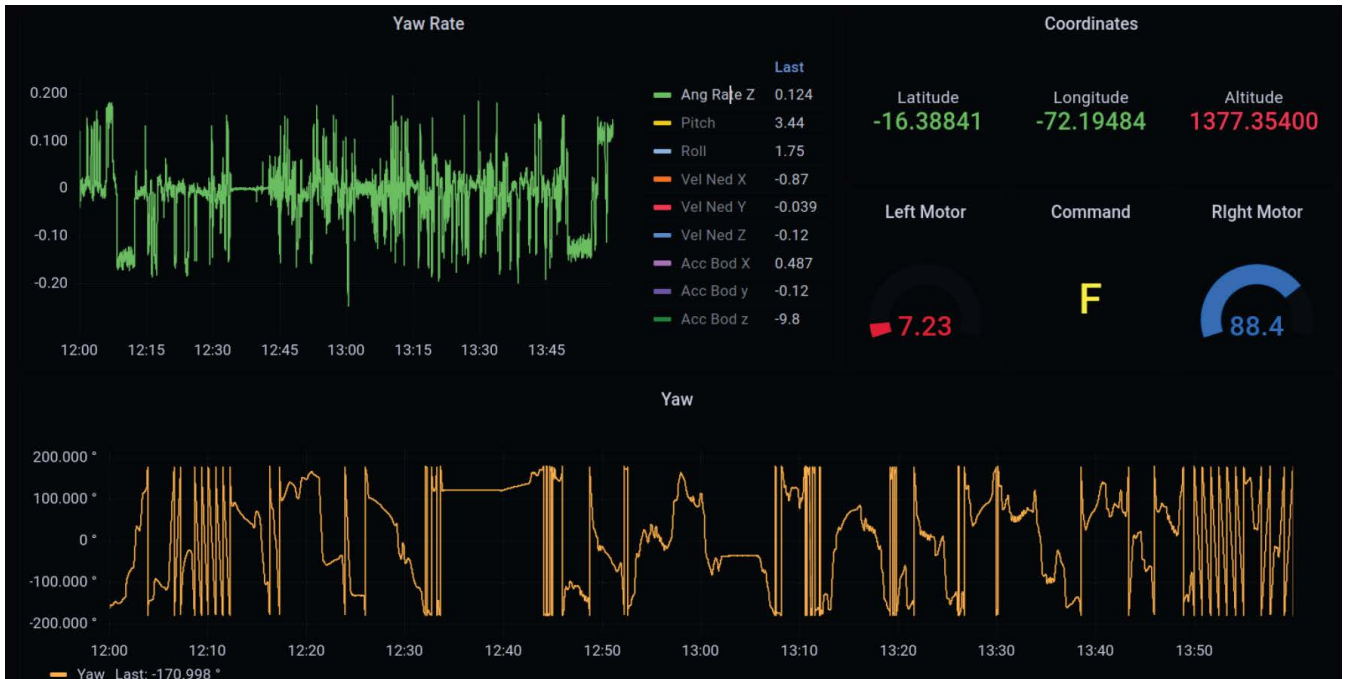 Yaw Rate
Last
0.200
0.100
0
-0.10
-0.20
12:00 12:15 12:30 12:45 13:00 13:15 13:30 13:45
Ang Rate Z 0.124
Pitch 3.44
Roll 1.75
Vel Ned X -0.87
Vel Ned Y -0.039
Vel Ned Z -0.12
Acc Bod X 0.487
Acc Bod y -0.12
Acc Bod z -9.8
Coordinates
Latitude Longitude Altitude
-16.38841 -72.19484 1377.35400
Left Motor Command RIght Motor
7.23 F 88.4
Yaw
200.000 °
100.000 °
0 °
-100.000 °
-200.000 °
12:00 12:10 12:20 12:30 12:40 12:50 13:00 13:10 13:20 13:30 13:40 13:50
Yaw Last: -170.998 °